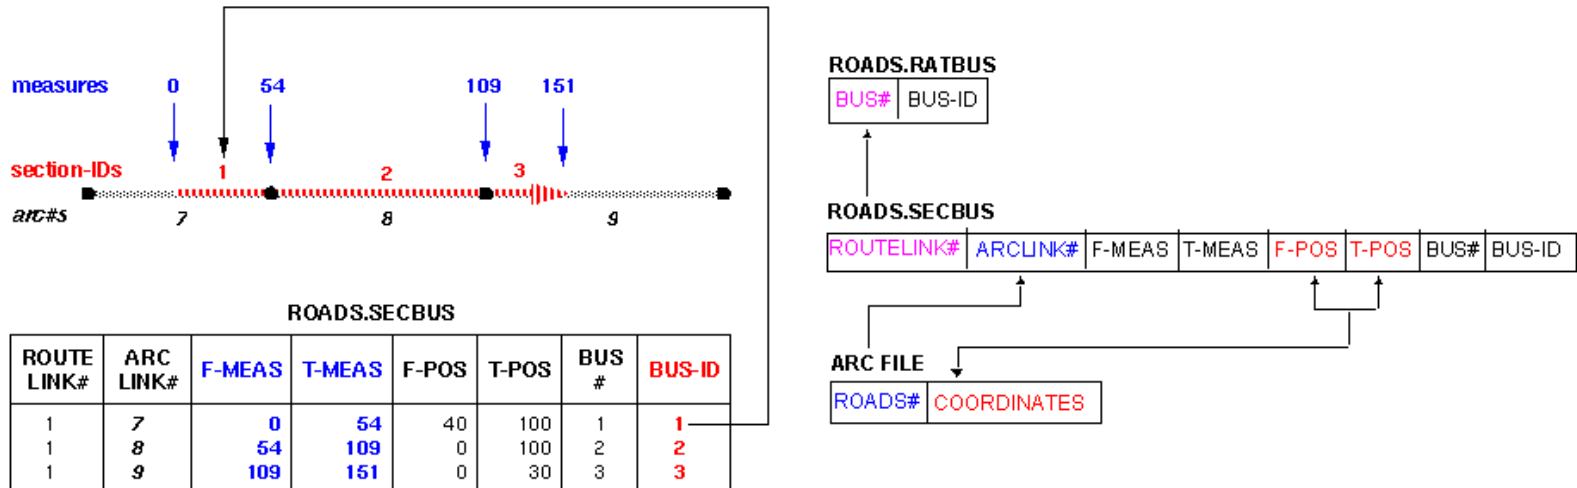 measures 0 54 109 151
section-IDs 1 2 3
arc#s 7 8 9
ROADS.SECBUS
ROUTE LINK# ARC LINK# F-MEAS T-MEAS F-POS T-POS BUS # BUS-ID
1 7 0 54 40 100 1 1
1 8 54 109 0 100 2 2
1 9 109 151 0 30 3 3
ROADS.RATBUS
BUS# BUS-ID
ROADS.SECBUS
ROUTELINK# ARCLINK# F-MEAS T-MEAS F-POS T-POS BUS# BUS-ID
ARC FILE
ROADS# COORDINATES